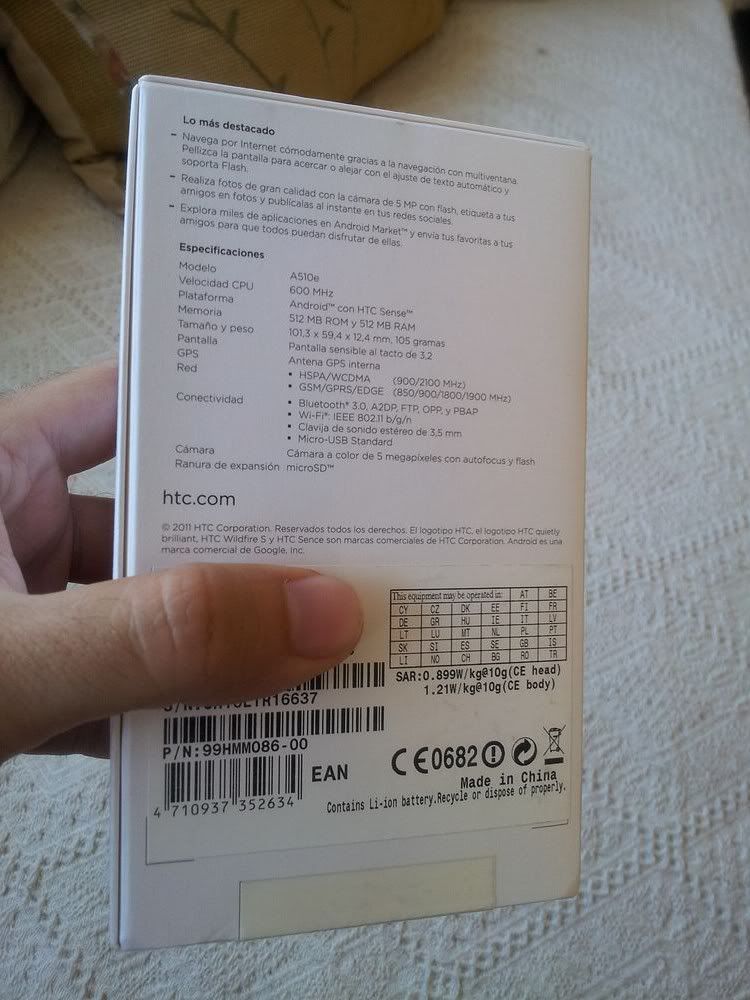 Lo más destacado
– Navega por Internet cómodamente gracias a la navegación con multiventana.
Pellizca la pantalla para acercar o alejar con el ajuste de texto automático y
soporta Flash.
– Realiza fotos de gran calidad con la cámara de 5 MP con flash, etiqueta a tus
amigos en fotos y publícalas al instante en tus redes sociales.
– Explora miles de aplicaciones en Android Market™ y envía tus favoritas a tus
amigos para que todos puedan disfrutar de ellas.
Especificaciones
Modelo A510e
Velocidad CPU 600 MHz
Plataforma Android™ con HTC Sense™
Memoria 512 MB ROM y 512 MB RAM
Tamaño y peso 101,3 x 59,4 x 12,4 mm, 105 gramas
Pantalla Pantalla sensible al tacto de 3,2
GPS Antena GPS interna
Red ▪ HSPA/WCDMA (900/2100 MHz)
▪ GSM/GPRS/EDGE (850/900/1800/1900 MHz)
Conectividad ▪ Bluetooth® 3.0, A2DP, FTP, OPP, y PBAP
▪ Wi-Fi®: IEEE 802.11 b/g/n
▪ Clavija de sonido estéreo de 3,5 mm
▪ Micro-USB Standard
Cámara Cámara a color de 5 megapíxeles con autofocus y flash
Ranura de expansión microSD™
htc.com
© 2011 HTC Corporation. Reservados todos los derechos. El logotipo HTC, el logotipo HTC quietly
brilliant, HTC Wildfire S y HTC Sence son marcas comerciales de HTC Corporation. Android es una
marca comercial de Google, Inc.
This equipment may be operated in: AT BE
CY CZ DK EE FI FR
DE GR HU IE IT LV
LT LU MT NL PL PT
SK SI ES SE GB IS
LI NO CH BG RO TR
SAR:0.899W/kg@10g(CE head)
1.21W/kg@10g(CE body)
P/N:99HMM086-00
EAN
4 710937 352634
CE0682
Made in China
Contains Li-ion battery.Recycle or dispose of properly.